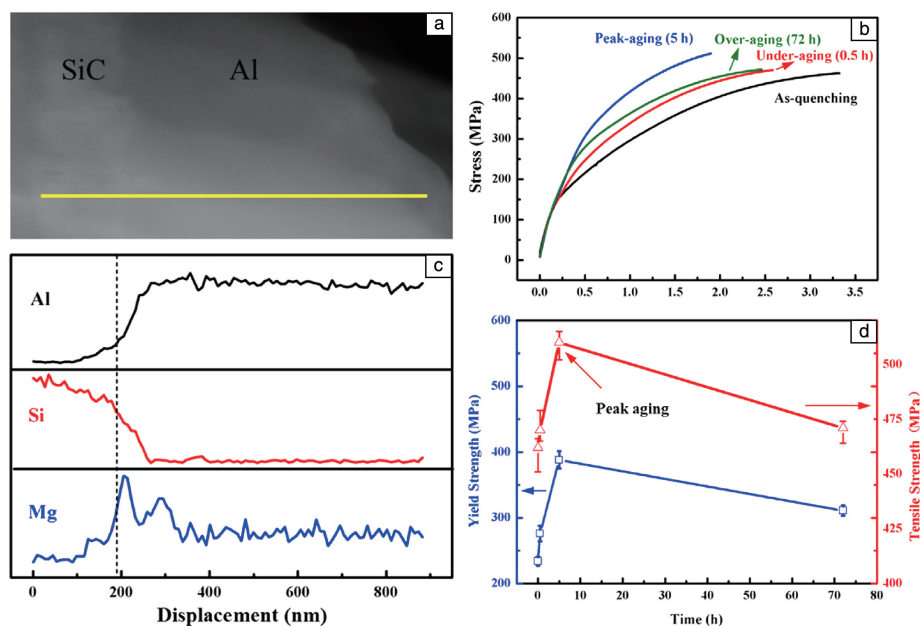 a
SiC
Al
b
600
500
400
300
200
100
0
Stress (MPa)
Peak-aging (5 h)
Over-aging (72 h)
Under-aging (0.5 h)
As-quenching
0.0 0.5 1.0 1.5 2.0 2.5 3.0 3.5
c
Al
Si
Mg
0 200 400 600 800
Displacement (nm)
d
600
500
400
300
200
Yield Strength (MPa)
Peak aging
500
475
450
425
400
Tensile Strength (MPa)
0 10 20 30 40 50 60 70 80
Time (h)